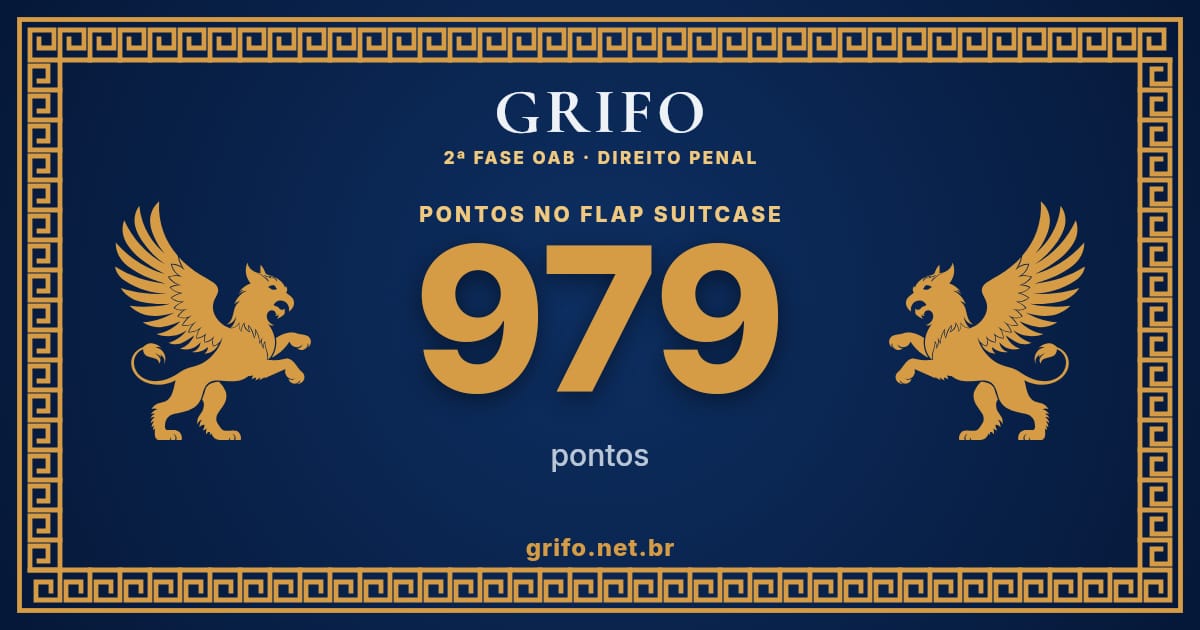 GRIFO
2ª FASE OAB · DIREITO PENAL
PONTOS NO FLAP SUITCASE
979
pontos
grifo.net.br